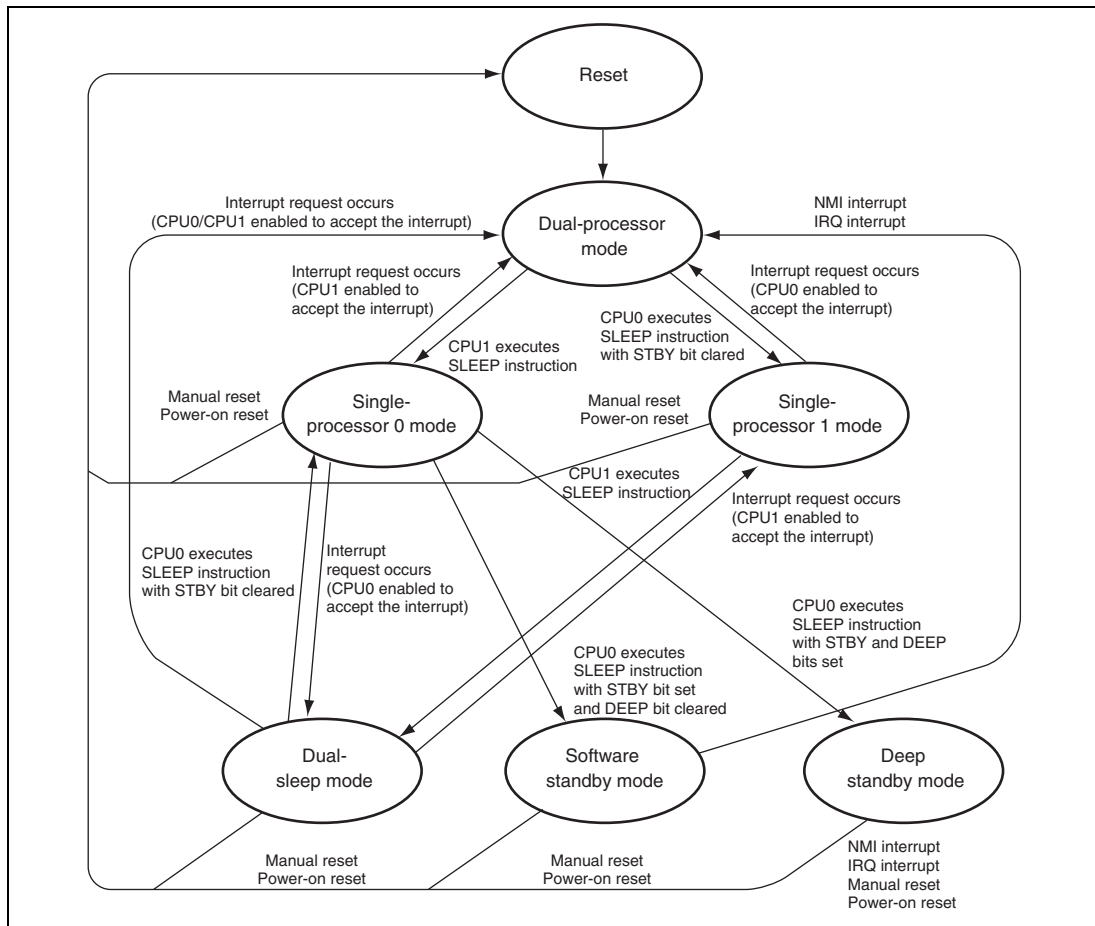 Reset
Interrupt request occurs
(CPU0/CPU1 enabled to accept the interrupt)
NMI interrupt
IRQ interrupt
Dual-processor
mode
Interrupt request occurs
(CPU1 enabled to
accept the interrupt)
Interrupt request occurs
(CPU0 enabled to
accept the interrupt)
CPU0 executes
SLEEP instruction
with STBY bit clared
CPU1 executes
SLEEP instruction
Manual reset
Power-on reset
Single-
processor 0 mode
Manual reset
Power-on reset
Single-
processor 1 mode
CPU1 executes
SLEEP instruction
Interrupt request occurs
(CPU1 enabled to
accept the interrupt)
CPU0 executes
SLEEP instruction
with STBY bit cleared
Interrupt
request occurs
(CPU0 enabled to
accept the interrupt)
CPU0 executes
SLEEP instruction
with STBY and DEEP
bits set
CPU0 executes
SLEEP instruction
with STBY bit set
and DEEP bit cleared
Dual-
sleep mode
Software
standby mode
Deep
standby mode
Manual reset
Power-on reset
Manual reset
Power-on reset
NMI interrupt
IRQ interrupt
Manual reset
Power-on reset